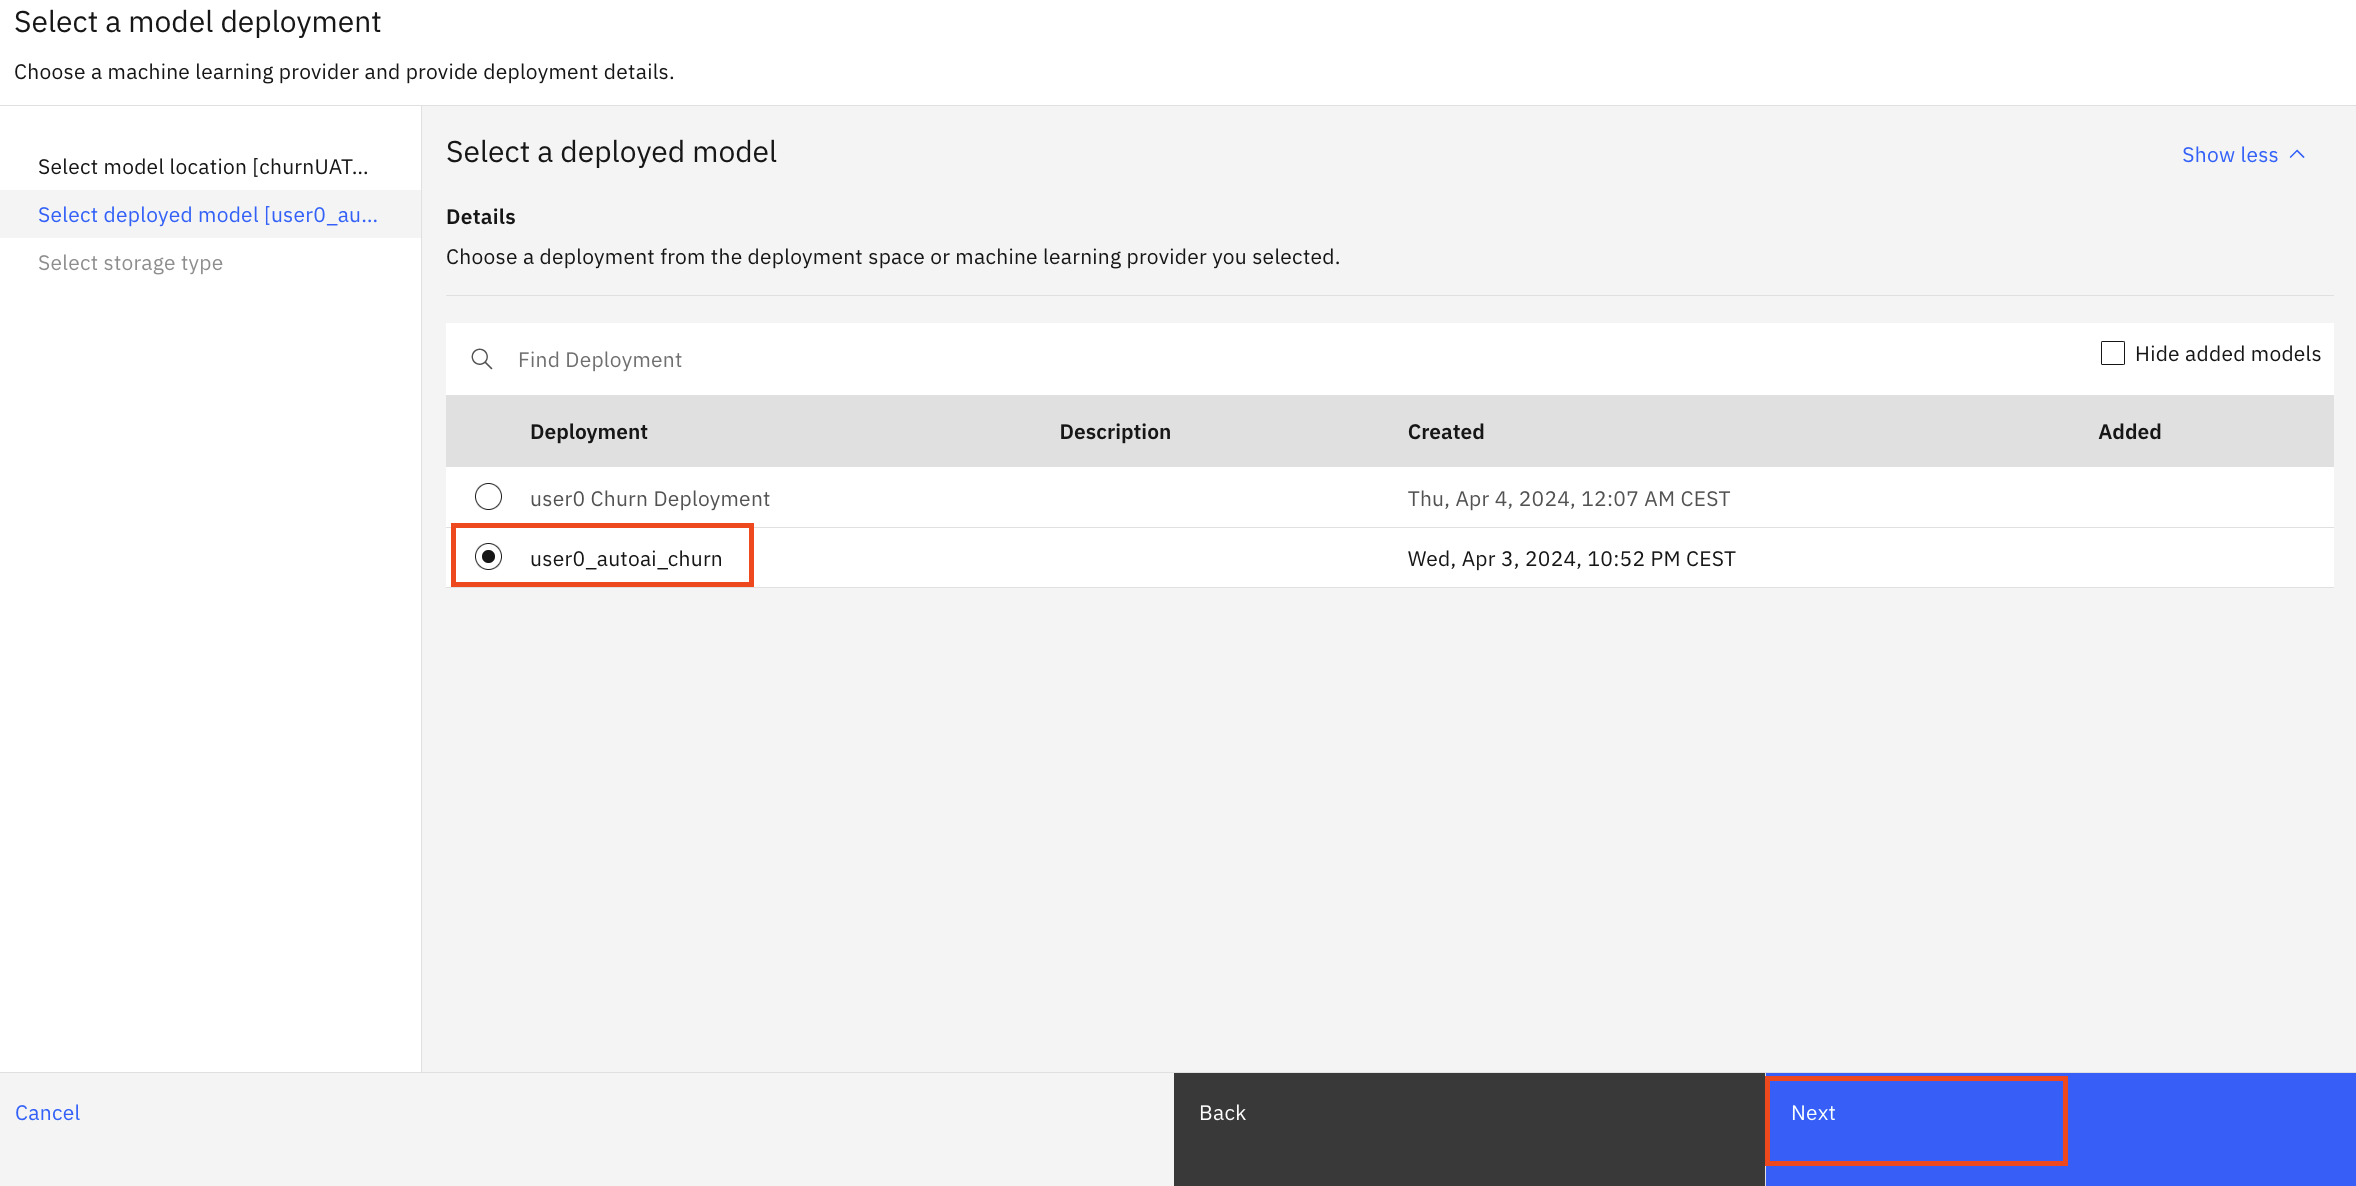 Select a model deployment
Choose a machine learning provider and provide deployment details.
Select model location [churnUAT...
Select deployed model [user0_au...
Select storage type
Select a deployed model
Show less
Details
Choose a deployment from the deployment space or machine learning provider you selected.
Find Deployment
Hide added models
Deployment Description Created Added
user0 Churn Deployment Thu, Apr 4, 2024, 12:07 AM CEST
user0_autoai_churn Wed, Apr 3, 2024, 10:52 PM CEST
Cancel
Back
Next